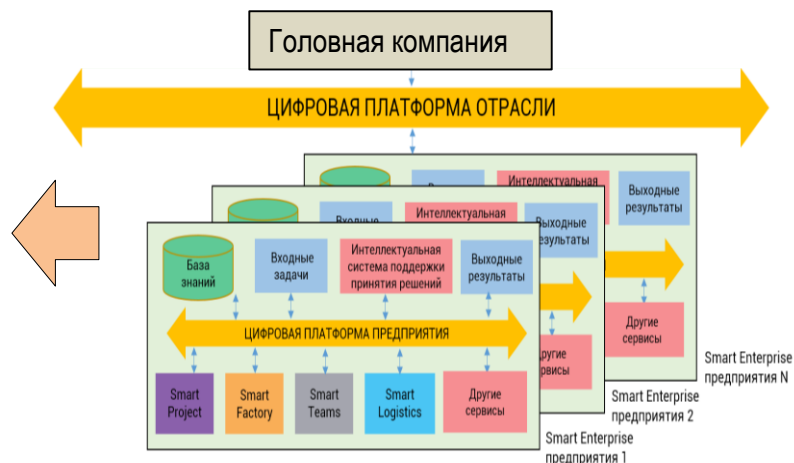 Головная компания
ЦИФРОВАЯ ПЛАТФОРМА ОТРАСЛИ
Интеллектуальная
Выходные
результаты
Другие
сервисы
Smart Enterprise
предприятия N
Входные
Интеллектуальная
Выходные
результаты
Smart Enterprise
предприятия 2
База
знаний
Входные
задачи
Интеллектуальная
система поддержки
принятия решений
Выходные
результаты
ЦИФРОВАЯ ПЛАТФОРМА ПРЕДПРИЯТИЯ
Smart
Project
Smart
Factory
Smart
Teams
Smart
Logistics
Другие
сервисы
Smart Enterprise
предприятия 1